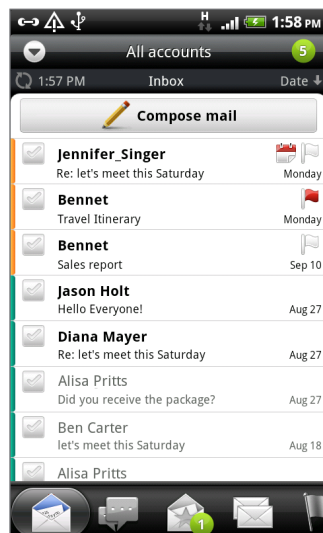 H
1:58 PM
All accounts
5
1:57 PM Inbox Date
Compose mail
Jennifer_Singer
Re: let's meet this Saturday Monday
Bennet
Travel Itinerary Monday
Bennet
Sales report Sep 10
Jason Holt
Hello Everyone! Aug 27
Diana Mayer
Re: let's meet this Saturday Aug 27
Alisa Pritts
Did you receive the package? Aug 27
Ben Carter
let's meet this Saturday Aug 18
Alisa Pritts
1